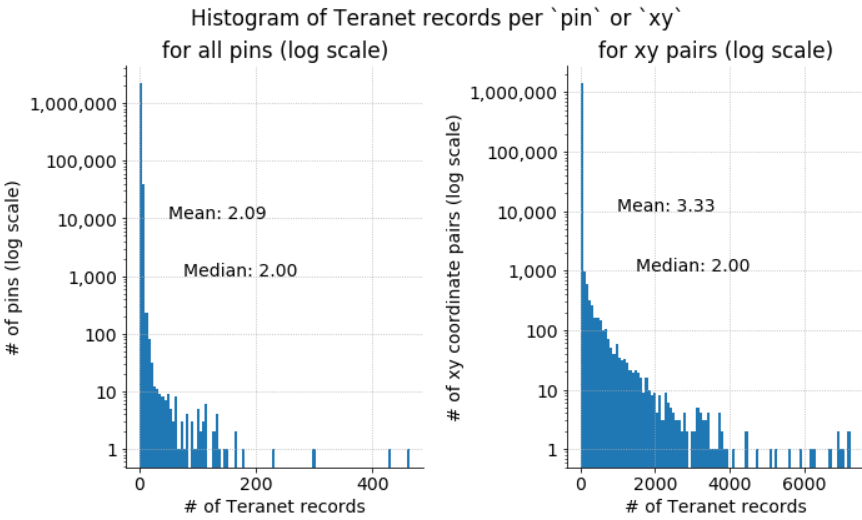 Histogram of Teranet records per `pin` or `xy`
for all pins (log scale)
# of pins (log scale)
1,000,000
100,000
10,000
1,000
100
10
1
Mean: 2.09
Median: 2.00
0 200 400
# of Teranet records
for xy pairs (log scale)
# of xy coordinate pairs (log scale)
1,000,000
100,000
10,000
1,000
100
10
1
Mean: 3.33
Median: 2.00
0 2000 4000 6000
# of Teranet records